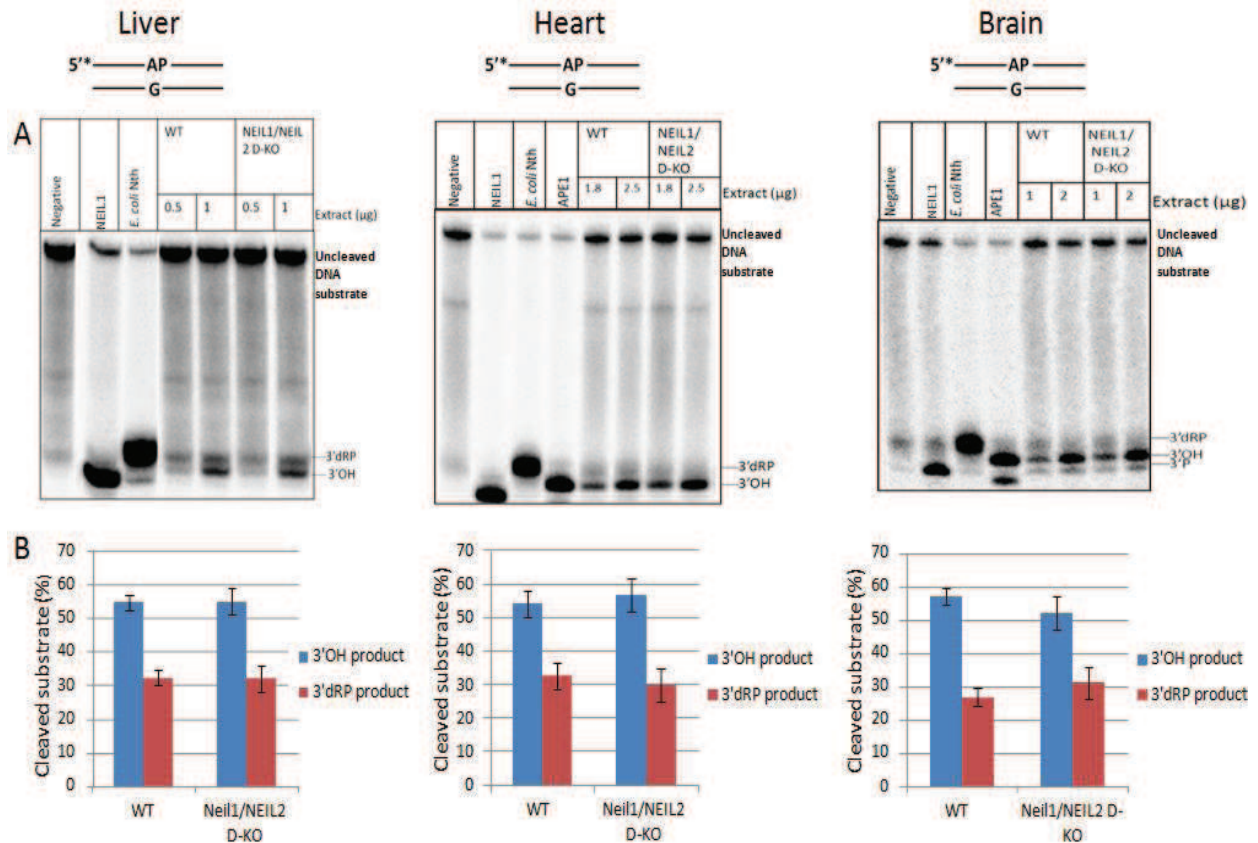 Liver
Heart
Brain
5'*
AP
G
5'*
AP
G
5'*
AP
G
A
Negative
NEIL1
E. coli Nth
WT
NEIL1/NEIL
2 D-KO
0.5
1
0.5
1
Extract (µg)
Uncleaved
DNA
substrate
3'dRP
3'OH
Negative
NEIL1
E. coli Nth
APE1
WT
NEIL1/
NEIL2
D-KO
1.8
2.5
1.8
2.5
Extract (µg)
Uncleaved
DNA
substrate
3'dRP
3'OH
Negative
NEIL1
E. coli Nth
APE1
WT
NEIL1/
NEIL2
D-KO
1
2
1
2
Extract (µg)
Uncleaved
DNA
substrate
3'dRP
3'OH
3'P
B
Cleaved substrate (%)
70
60
50
40
30
20
10
0
WT
Neil1/NEIL2
D-KO
3'OH product
3'dRP product
Cleaved substrate (%)
70
60
50
40
30
20
10
0
WT
Neil1/NEIL2
D-KO
3'OH product
3'dRP product
Cleaved substrate (%)
70
60
50
40
30
20
10
0
WT
Neil1/NEIL2 D-
KO
3'OH product
3'dRP product